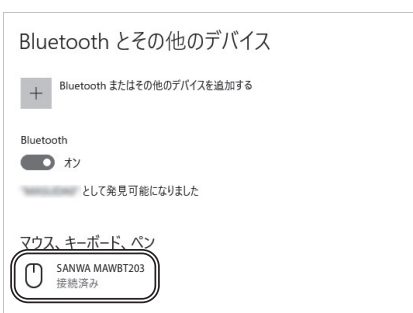 Bluetooth とその他のデバイス
Bluetooth またはその他のデバイスを追加する
Bluetooth
オン
として発見可能になりました
マウス、キーボード、ペン
SANWA MAWBT203
接続済み